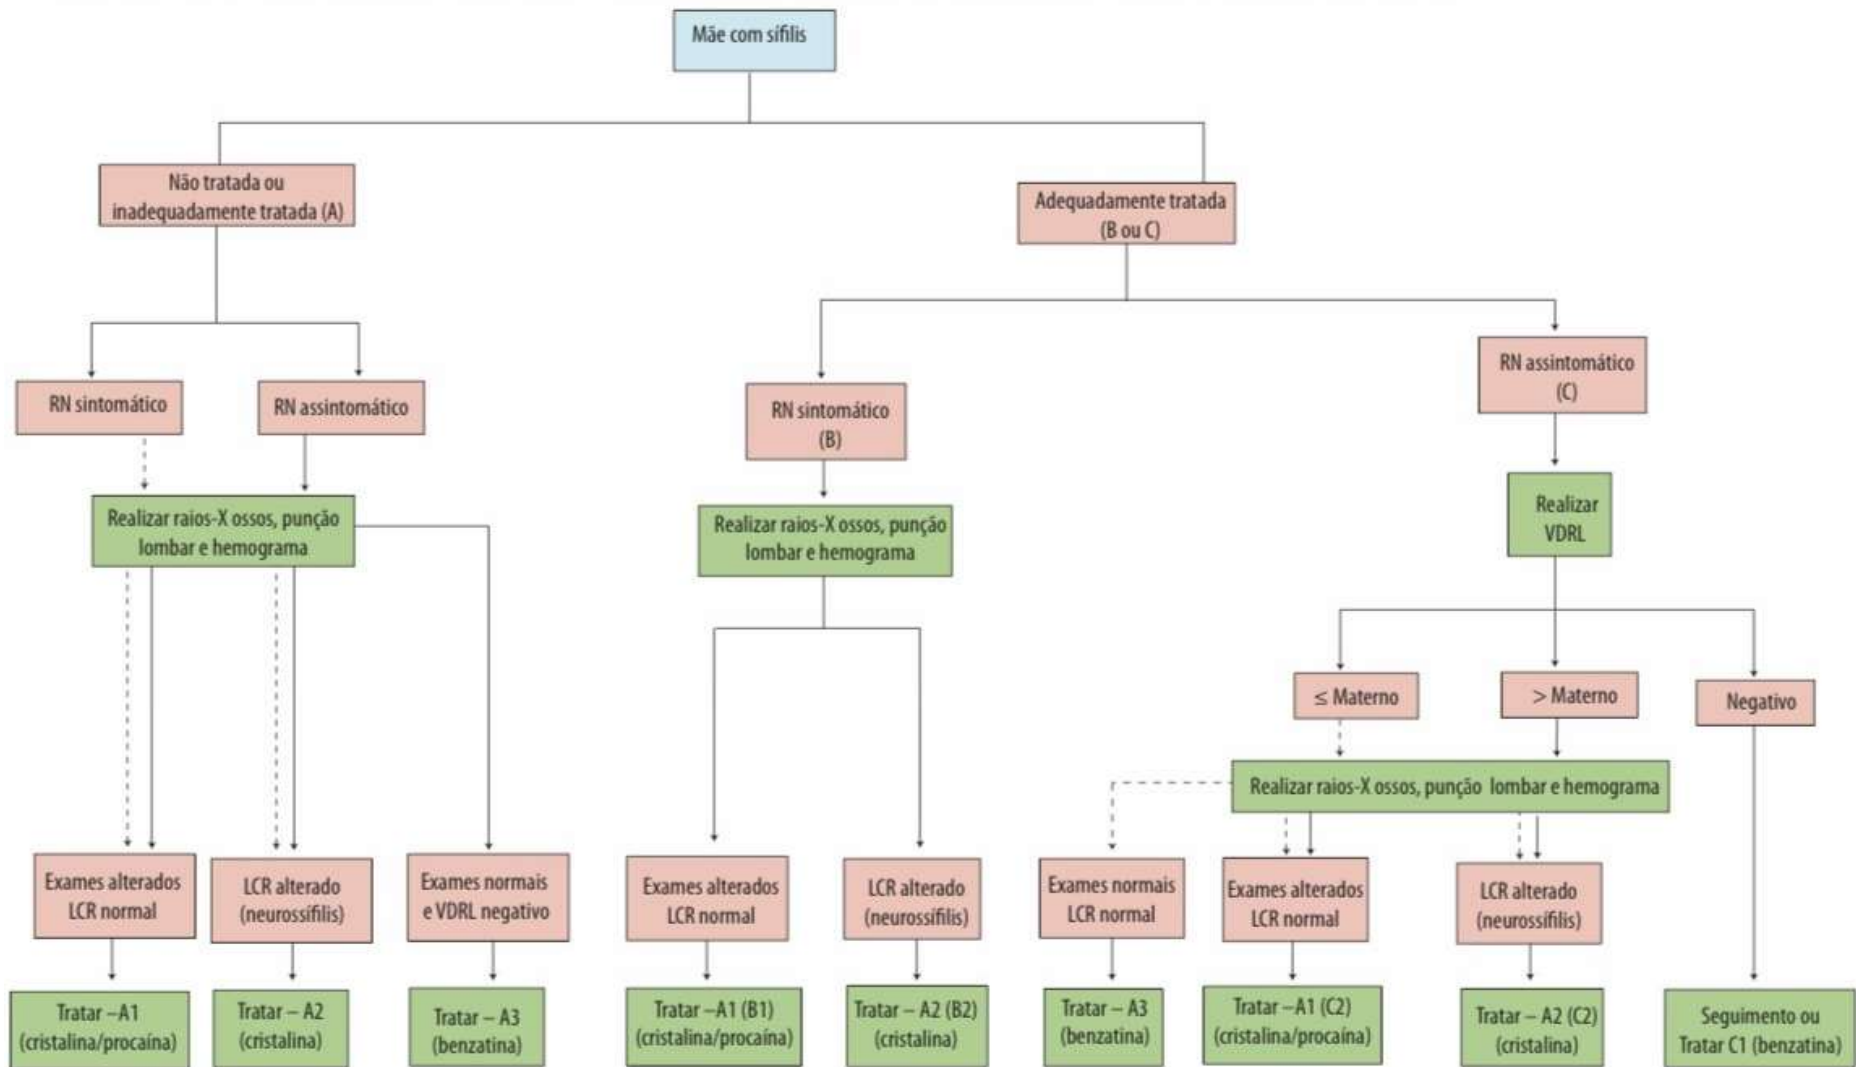 Mãe com sífilis
Não tratada ou
inadequadamente tratada (A)
Adequadamente tratada
(B ou C)
RN sintomático
RN assintomático
RN sintomático
(B)
RN assintomático
(C)
Realizar raios-X ossos, punção
lombar e hemograma
Realizar raios-X ossos, punção
lombar e hemograma
Realizar
VDRL
≤ Materno
> Materno
Negativo
Realizar raios-X ossos, punção lombar e hemograma
Exames alterados
LCR normal
LCR alterado
(neurossífilis)
Exames normais
e VDRL negativo
Exames alterados
LCR normal
LCR alterado
(neurossífilis)
Exames normais
LCR normal
Exames alterados
LCR normal
LCR alterado
(neurossífilis)
Tratar –A1
(cristalina/procaína)
Tratar – A2
(cristalina)
Tratar – A3
(benzatina)
Tratar –A1 (B1)
(cristalina/procaína)
Tratar – A2 (B2)
(cristalina)
Tratar – A3
(benzatina)
Tratar –A1 (C2)
(cristalina/procaína)
Tratar – A2 (C2)
(cristalina)
Seguimento ou
Tratar C1 (benzatina)